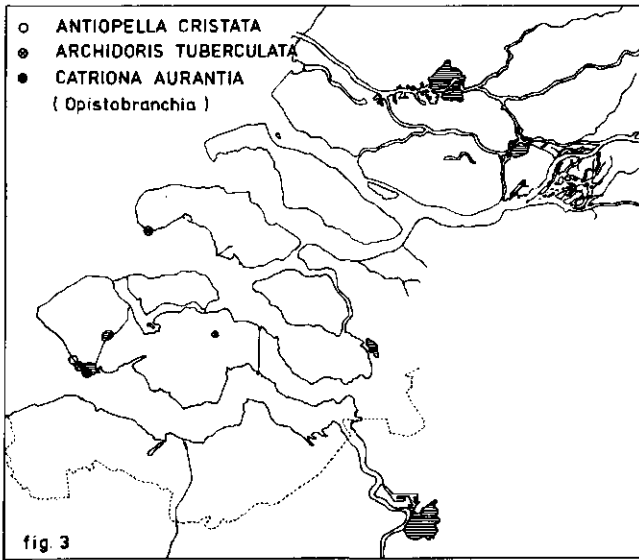 ANTIOPELLA CRISTATA
ARCHIDORIS TUBERCULATA
CATRIONA AURANTIA
( Opistobranchia )
fig. 3